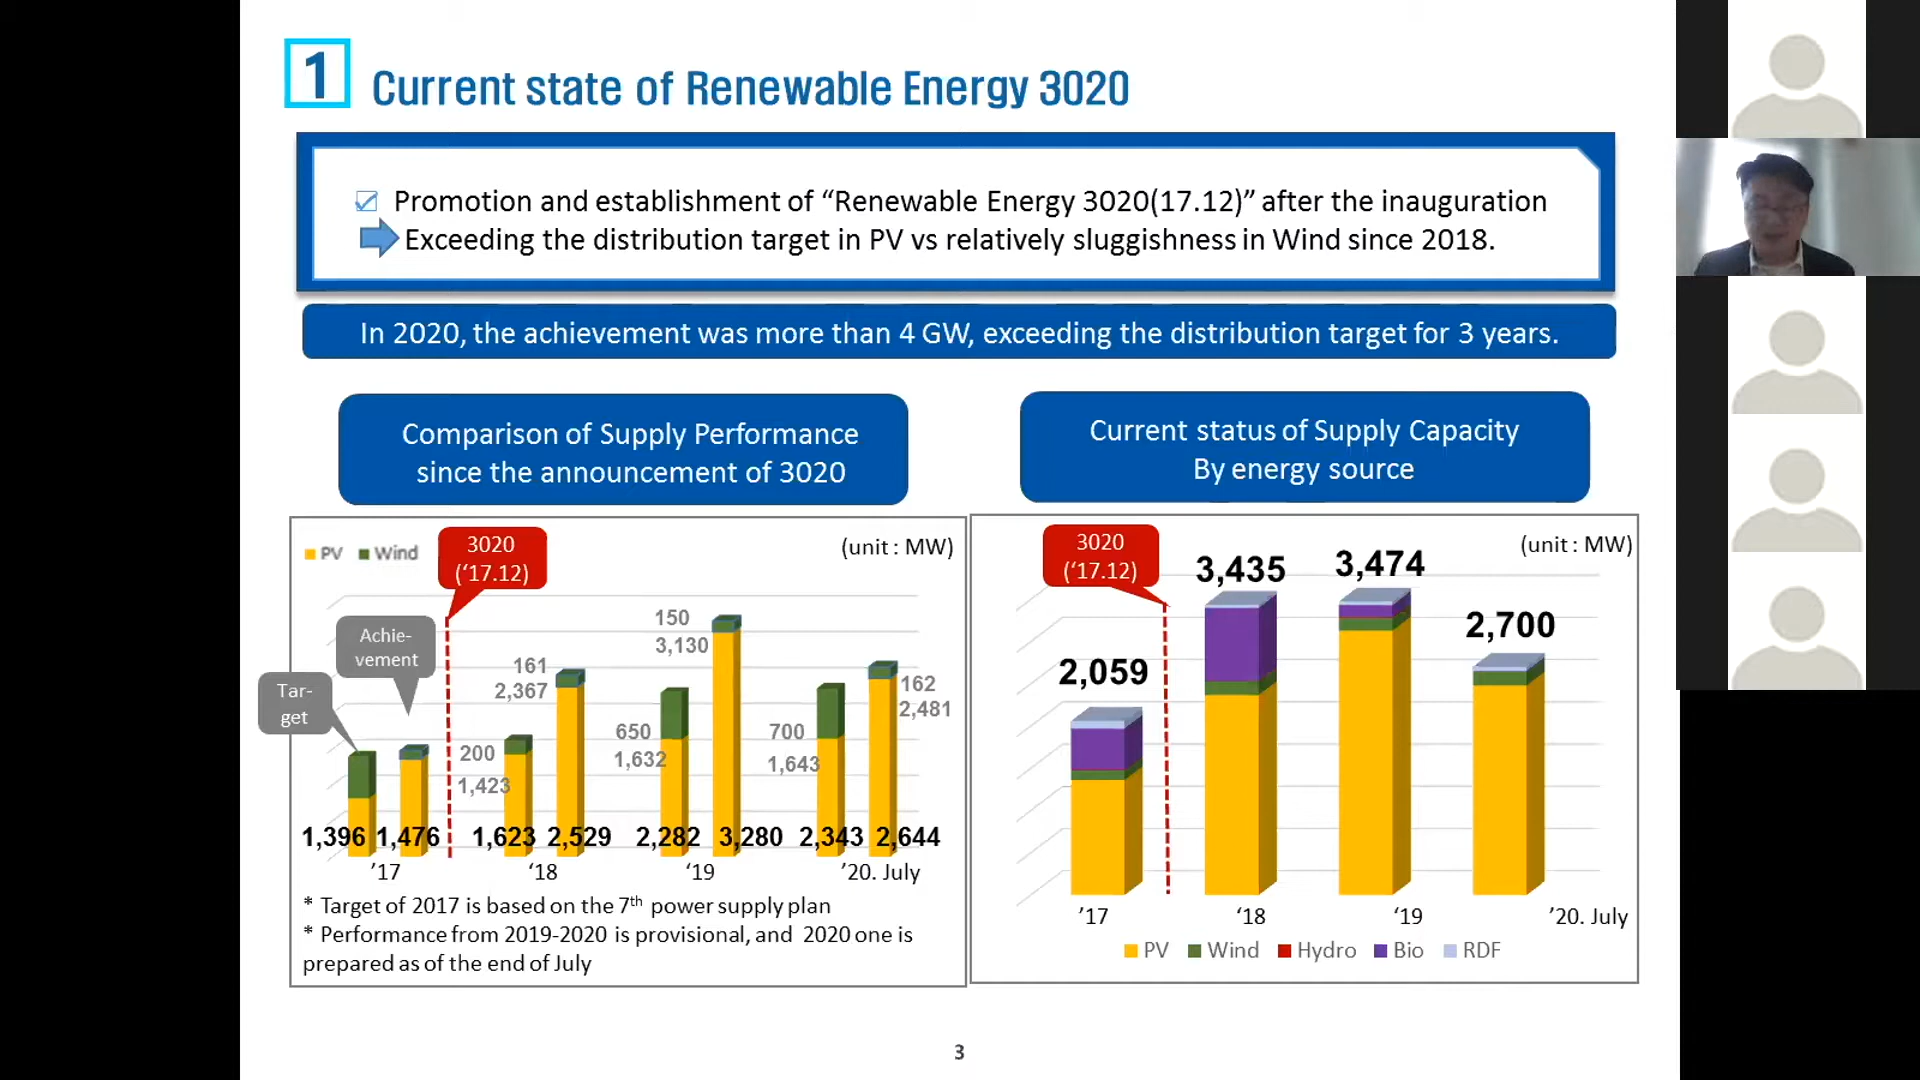 1 Current state of Renewable Energy 3020
Promotion and establishment of “Renewable Energy 3020(17.12)” after the inauguration
Exceeding the distribution target in PV vs relatively sluggishness in Wind since 2018.
In 2020, the achievement was more than 4 GW, exceeding the distribution target for 3 years.
Comparison of Supply Performance
since the announcement of 3020
PV Wind
3020
(‘17.12)
(unit : MW)
Achie-
vement
Tar-
get
200
1,423
161
2,367
650
1,632
150
3,130
700
1,643
162
2,481
1,396 1,476 1,623 2,529 2,282 3,280 2,343 2,644
’17 ‘18 ‘19 ’20. July
* Target of 2017 is based on the 7th power supply plan
* Performance from 2019-2020 is provisional, and 2020 one is
prepared as of the end of July
Current status of Supply Capacity
By energy source
3020
(‘17.12)
(unit : MW)
2,059
3,435
3,474
2,700
’17 ‘18 ‘19 ’20. July
PV Wind Hydro Bio RDF
3